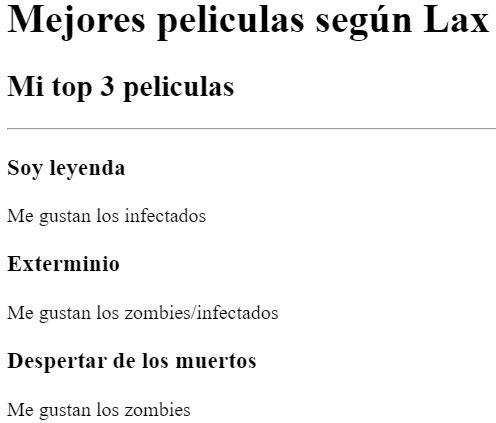 Mejores peliculas según Lax
Mi top 3 peliculas
Soy leyenda
Me gustan los infectados
Exterminio
Me gustan los zombies/infectados
Despertar de los muertos
Me gustan los zombies